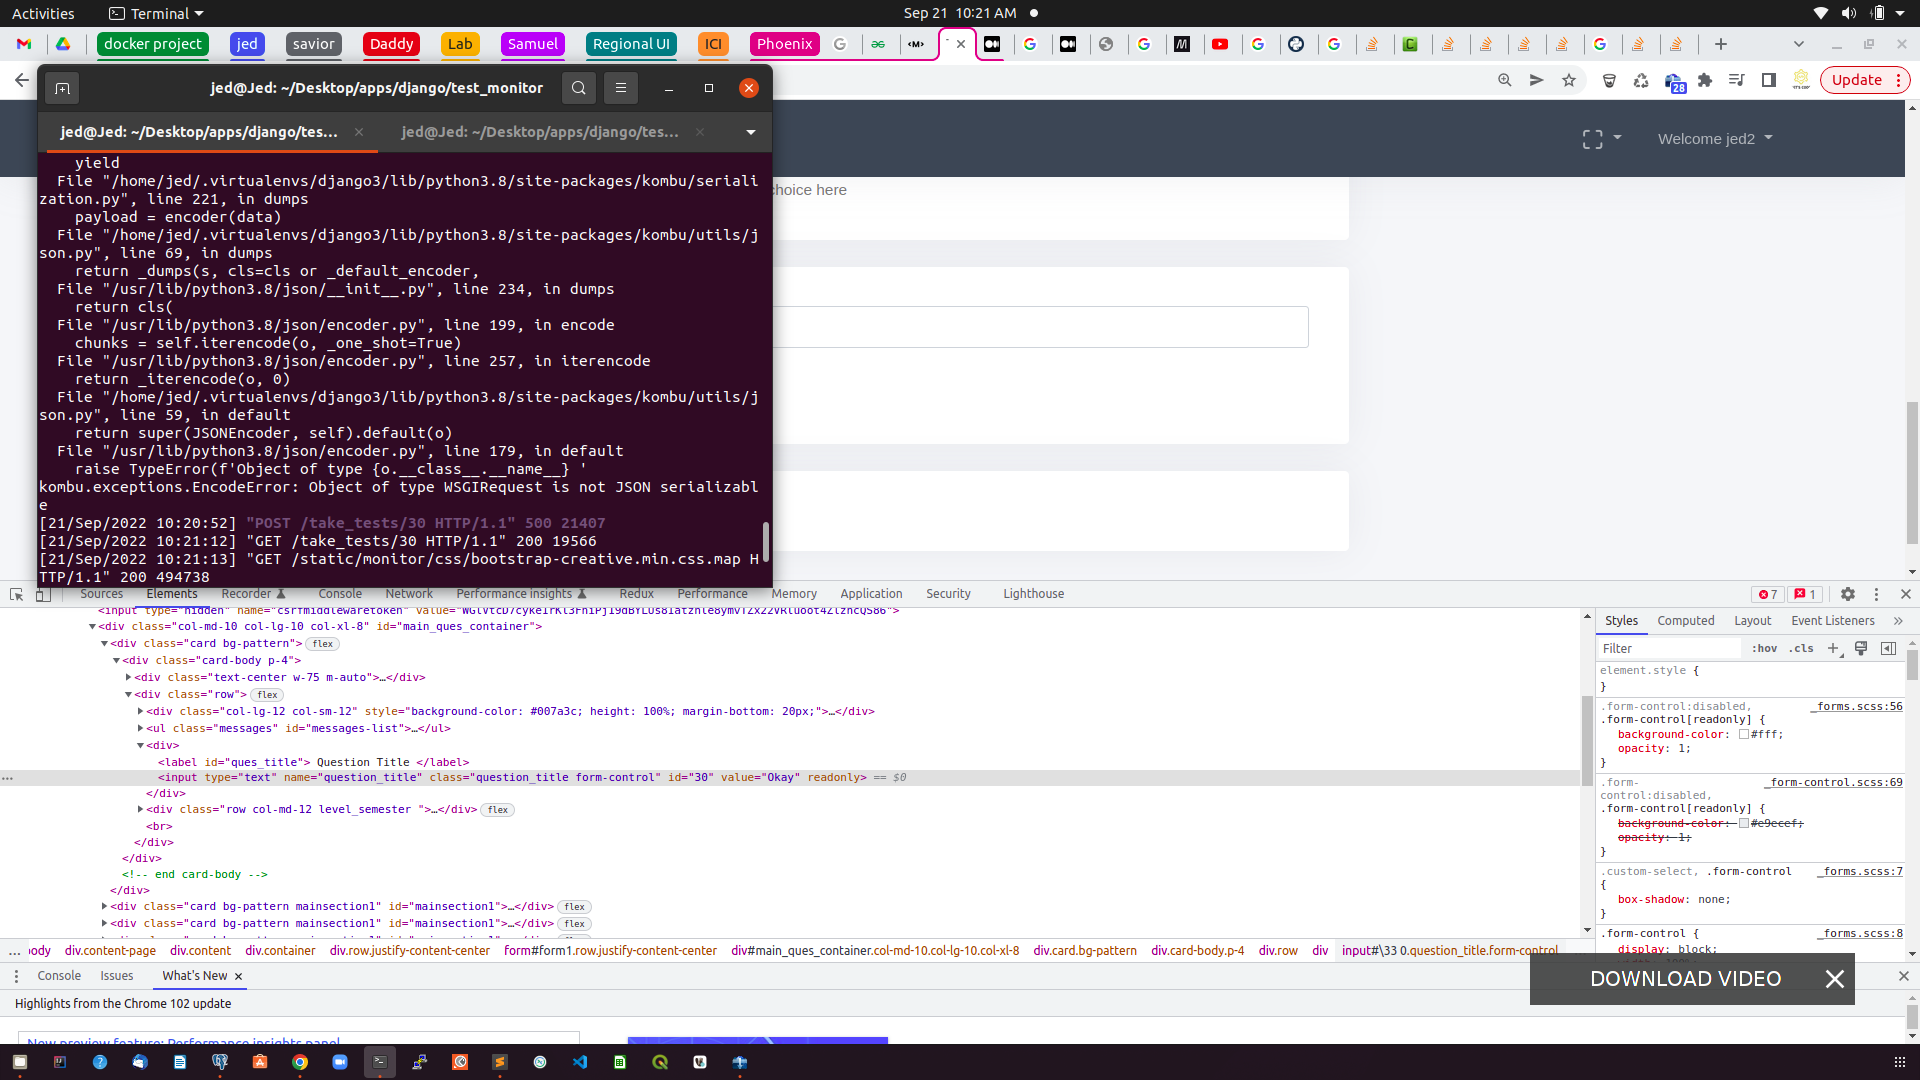 Activities
Terminal
Sep 21 10:21 AM
docker project
jed
savior
Daddy
Lab
Samuel
Regional UI
ICI
Phoenix
Update
28
jed@Jed: ~/Desktop/apps/django/test_monitor
jed@Jed: ~/Desktop/apps/django/tes...
jed@Jed: ~/Desktop/apps/django/tes...
Welcome jed2
choice here
yield
File "/home/jed/.virtualenvs/django3/lib/python3.8/site-packages/kombu/seriali
zation.py", line 221, in dumps
payload = encoder(data)
File "/home/jed/.virtualenvs/django3/lib/python3.8/site-packages/kombu/utils/j
son.py", line 69, in dumps
return _dumps(s, cls=cls or _default_encoder,
File "/usr/lib/python3.8/json/__init__.py", line 234, in dumps
return cls(
File "/usr/lib/python3.8/json/encoder.py", line 199, in encode
chunks = self.iterencode(o, _one_shot=True)
File "/usr/lib/python3.8/json/encoder.py", line 257, in iterencode
return _iterencode(o, 0)
File "/home/jed/.virtualenvs/django3/lib/python3.8/site-packages/kombu/utils/j
son.py", line 59, in default
return super(JSONEncoder, self).default(o)
File "/usr/lib/python3.8/json/encoder.py", line 179, in default
raise TypeError(f'Object of type {o.__class__.__name__} '
kombu.exceptions.EncodeError: Object of type WSGIRequest is not JSON serializabl
e
[21/Sep/2022 10:20:52] "POST /take_tests/30 HTTP/1.1" 500 21407
[21/Sep/2022 10:21:12] "GET /take_tests/30 HTTP/1.1" 200 19566
[21/Sep/2022 10:21:13] "GET /static/monitor/css/bootstrap-creative.min.css.map H
TTP/1.1" 200 494738
Sources
Elements
Recorder
Console
Network
Performance insights
Redux
Performance
Memory
Application
Security
Lighthouse
7
1
<div class="col-md-10 col-lg-10 col-xl-8" id="main_ques_container">
<div class="card bg-pattern"> flex
<div class="card-body p-4">
<div class="text-center w-75 m-auto">…</div>
<div class="row"> flex
<div class="col-lg-12 col-sm-12" style="background-color: #007a3c; height: 100%; margin-bottom: 20px;">…</div>
<ul class="messages" id="messages-list">…</ul>
<div>
<label id="ques_title"> Question Title </label>
<input type="text" name="question_title" class="question_title form-control" id="30" value="Okay" readonly> == $0
</div>
<div class="row col-md-12 level_semester ">…</div> flex
<br>
</div>
</div>
<!-- end card-body -->
</div>
<div class="card bg-pattern mainsection1" id="mainsection1">…</div> flex
<div class="card bg-pattern mainsection1" id="mainsection1">…</div> flex
Styles
Computed
Layout
Event Listeners
Filter
:hov
.cls
element.style {
}
.form-control:disabled,
_forms.scss:56
.form-control[readonly] {
background-color: #fff;
opacity: 1;
}
.form-
_form-control.scss:69
control:disabled,
.form-control[readonly] {
background-color: #e9ecef;
opacity: 1;
}
.custom-select, .form-control
_forms.scss:7
{
box-shadow: none;
}
.form-control {
_forms.scss:8
display: block;
... body
div.content-page
div.content
div.container
div.row.justify-content-center
form#form1.row.justify-content-center
div#main_ques_container.col-md-10.col-lg-10.col-xl-8
div.card.bg-pattern
div.card-body.p-4
div.row
div
input#\33 0.question_title.form-control
Console
Issues
What's New
Highlights from the Chrome 102 update
New preview feature: Performance insights panel
DOWNLOAD VIDEO